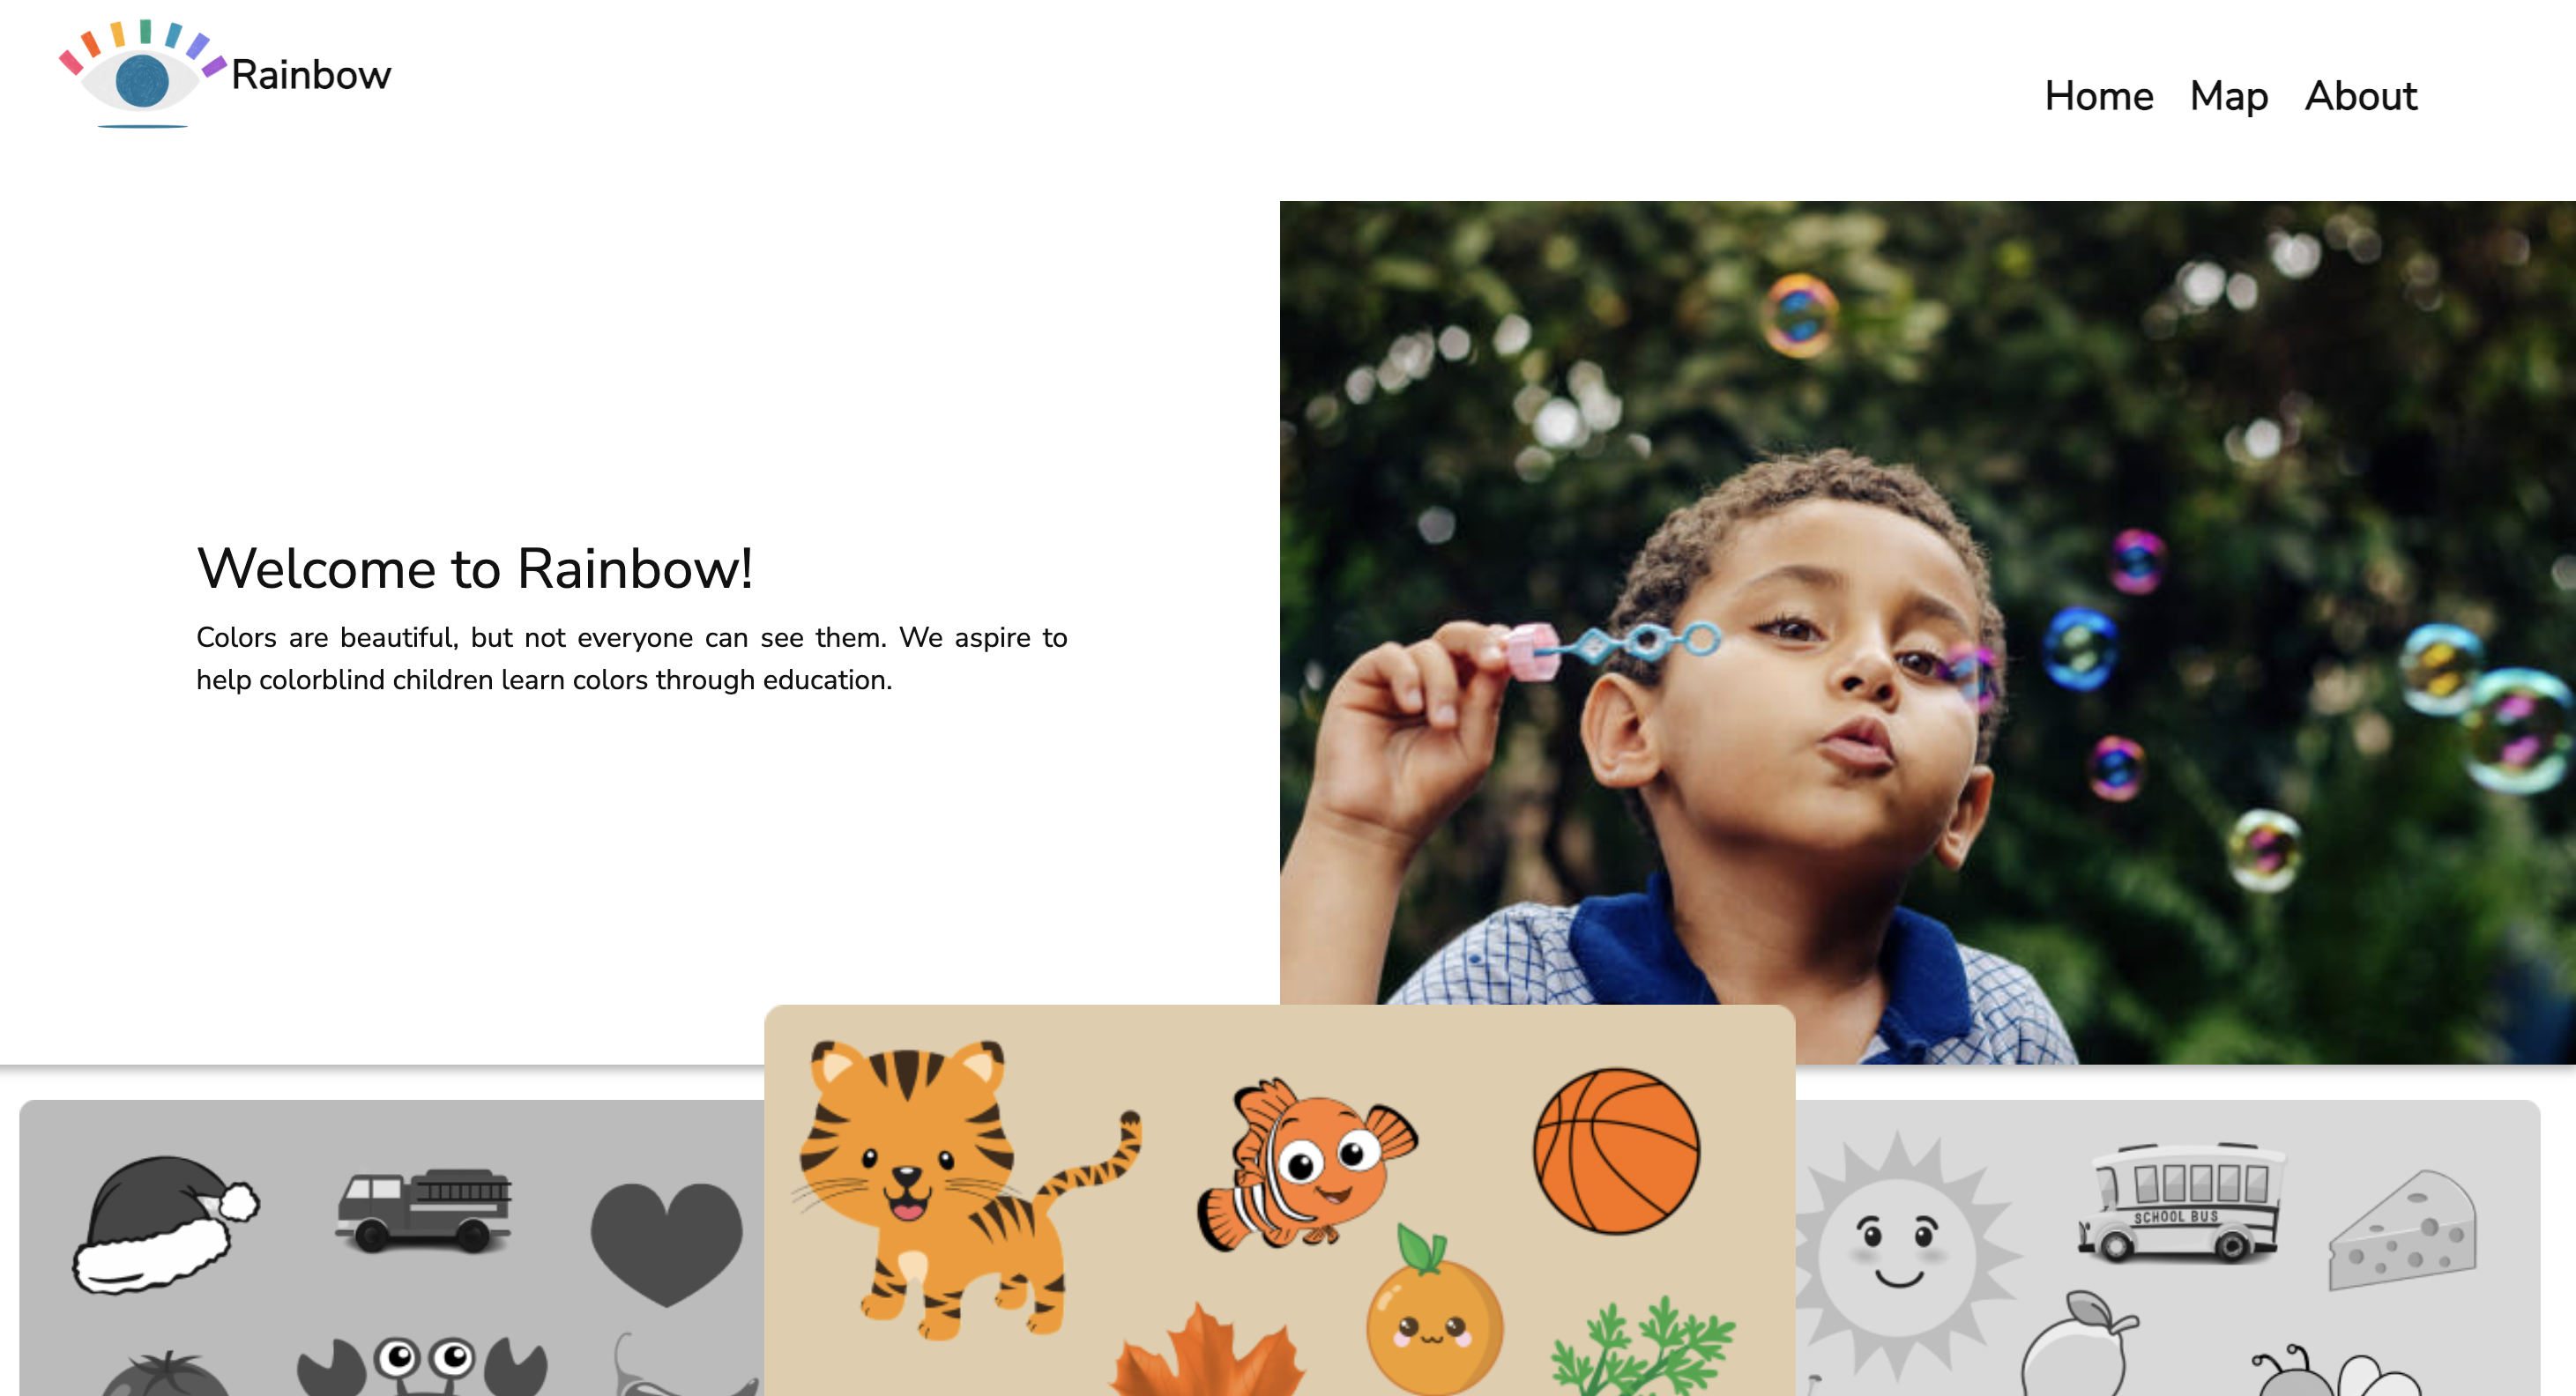 Rainbow
Home Map About
Welcome to Rainbow!
Colors are beautiful, but not everyone can see them. We aspire to
help colorblind children learn colors through education.
SCHOOL BUS